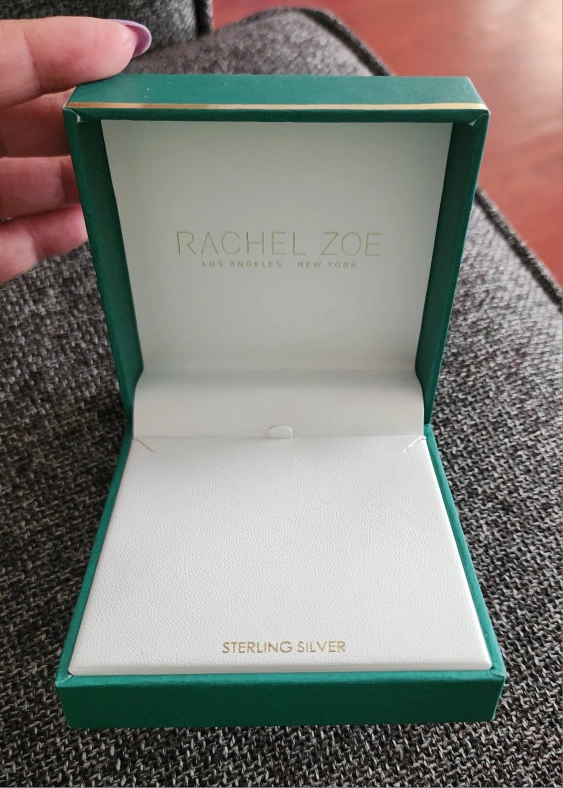 RACHEL ZOE
LOS ANGELES NEW YORK
STERLING SILVER